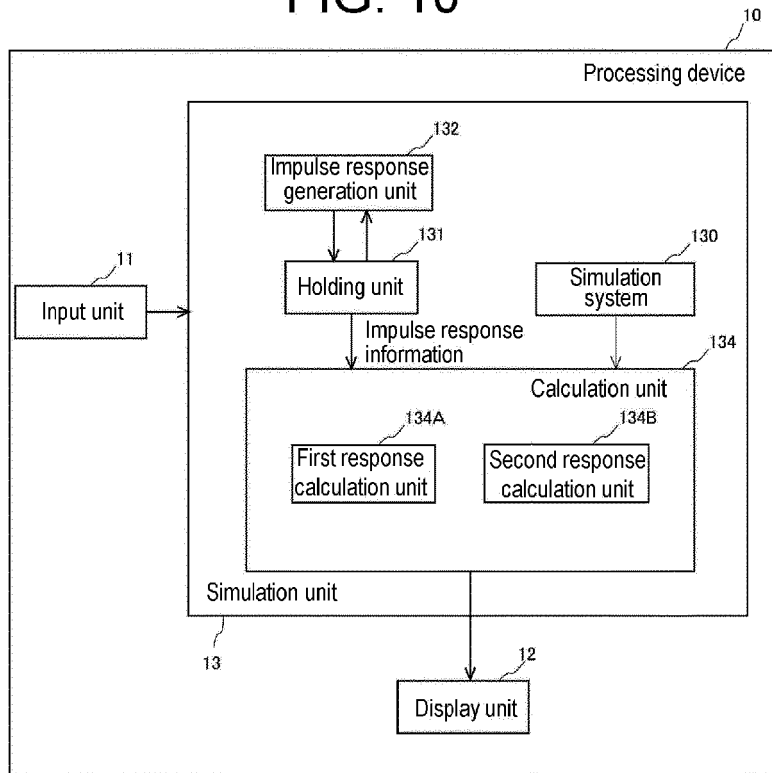 FIG. 10
10
Processing device
132
Impulse response
generation unit
131
Holding unit
130
Simulation
system
11
Input unit
Impulse response
information
134
Calculation unit
134A
First response
calculation unit
134B
Second response
calculation unit
Simulation unit
13
12
Display unit